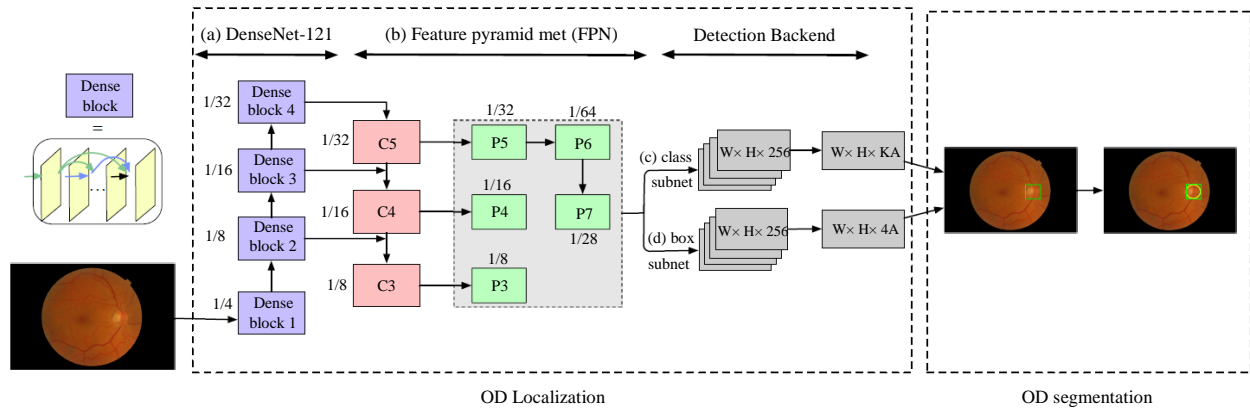 (a) DenseNet-121
(b) Feature pyramid met (FPN)
Detection Backend
Dense
block
=
...
1/32
Dense
block 4
1/16
Dense
block 3
1/8
Dense
block 2
1/4
Dense
block 1
1/32
C5
1/16
C4
1/8
C3
1/32
P5
1/64
P6
1/16
P4
P7
1/28
1/8
P3
(c) class
subnet
W× H× 256
W× H× KA
(d) box
subnet
W× H× 256
W× H× 4A
OD Localization
OD segmentation